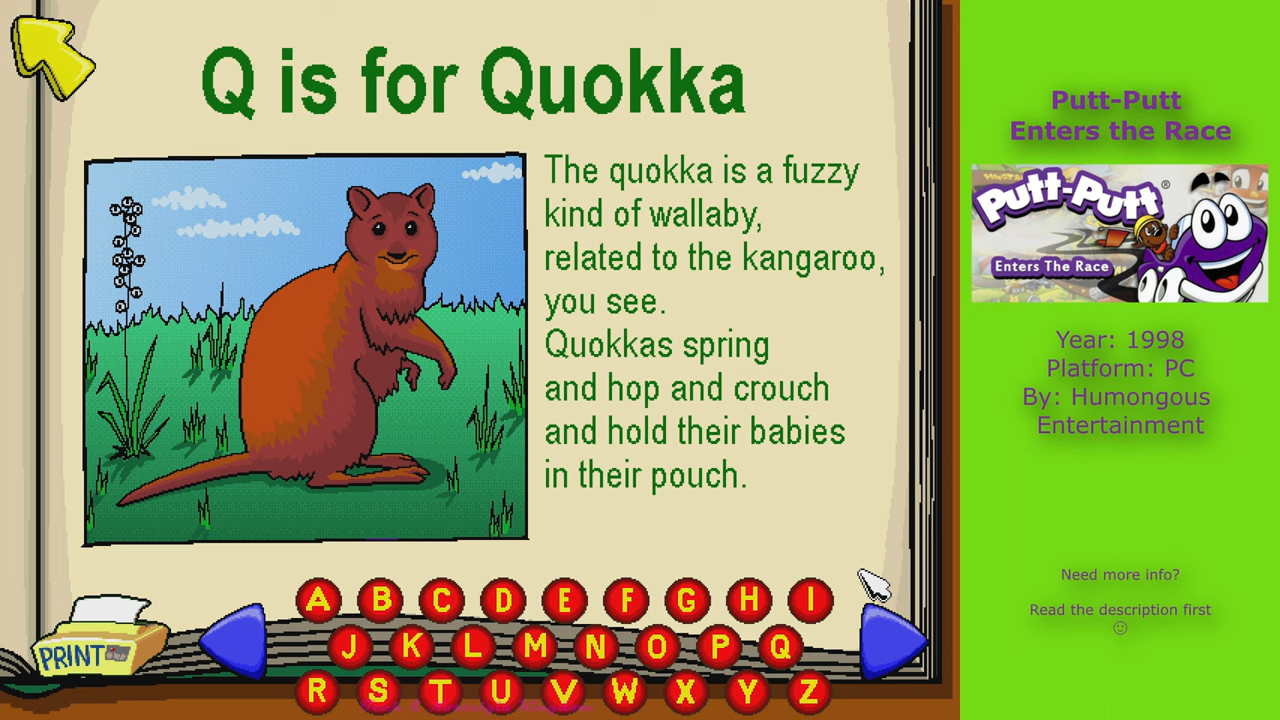 Q is for Quokka
The quokka is a fuzzy
kind of wallaby,
related to the kangaroo,
you see.
Quokkas spring
and hop and crouch
and hold their babies
in their pouch.
PRINT
A B C D E F G H I
J K L M N O P Q
R S T U V W X Y Z
Putt-Putt
Enters the Race
Putt-Putt®
Enters The Race
Year: 1998
Platform: PC
By: Humongous
Entertainment
Need more info?
Read the description first
☺